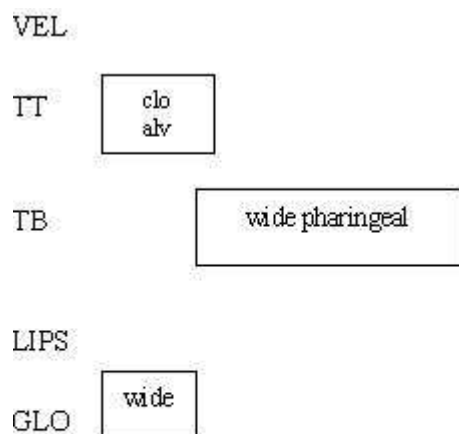 VEL
TT
clo
alv
TB
wide pharingeal
LIPS
wide
GLO